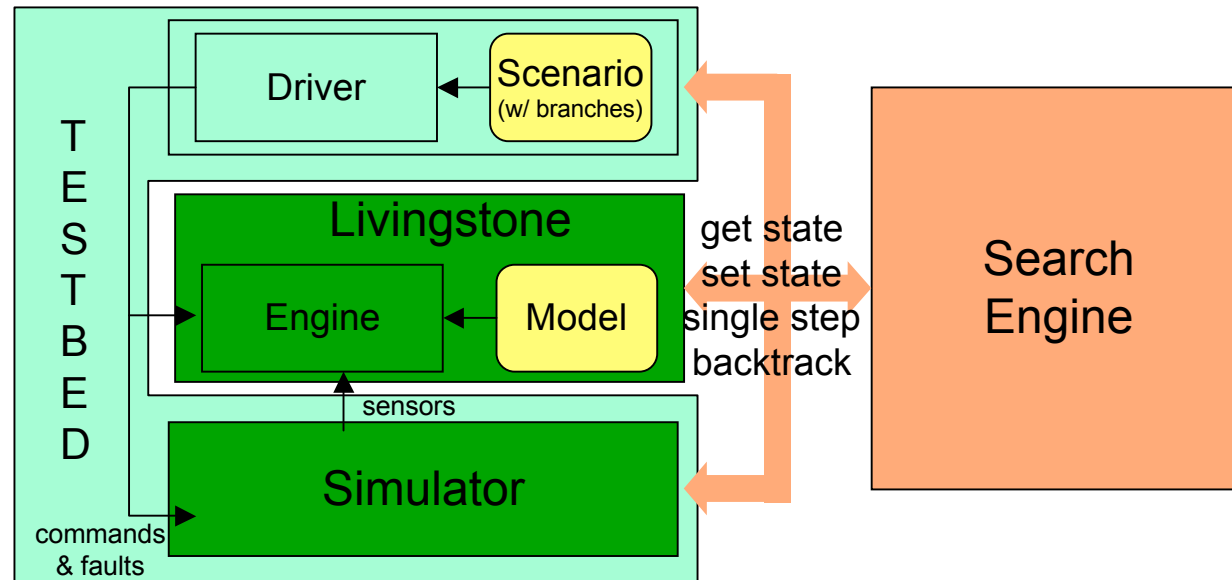 TESTBED
Driver
Scenario
(w/ branches)
Livingstone
Engine
Model
sensors
Simulator
commands
& faults
get state
set state
single step
backtrack
Search
Engine